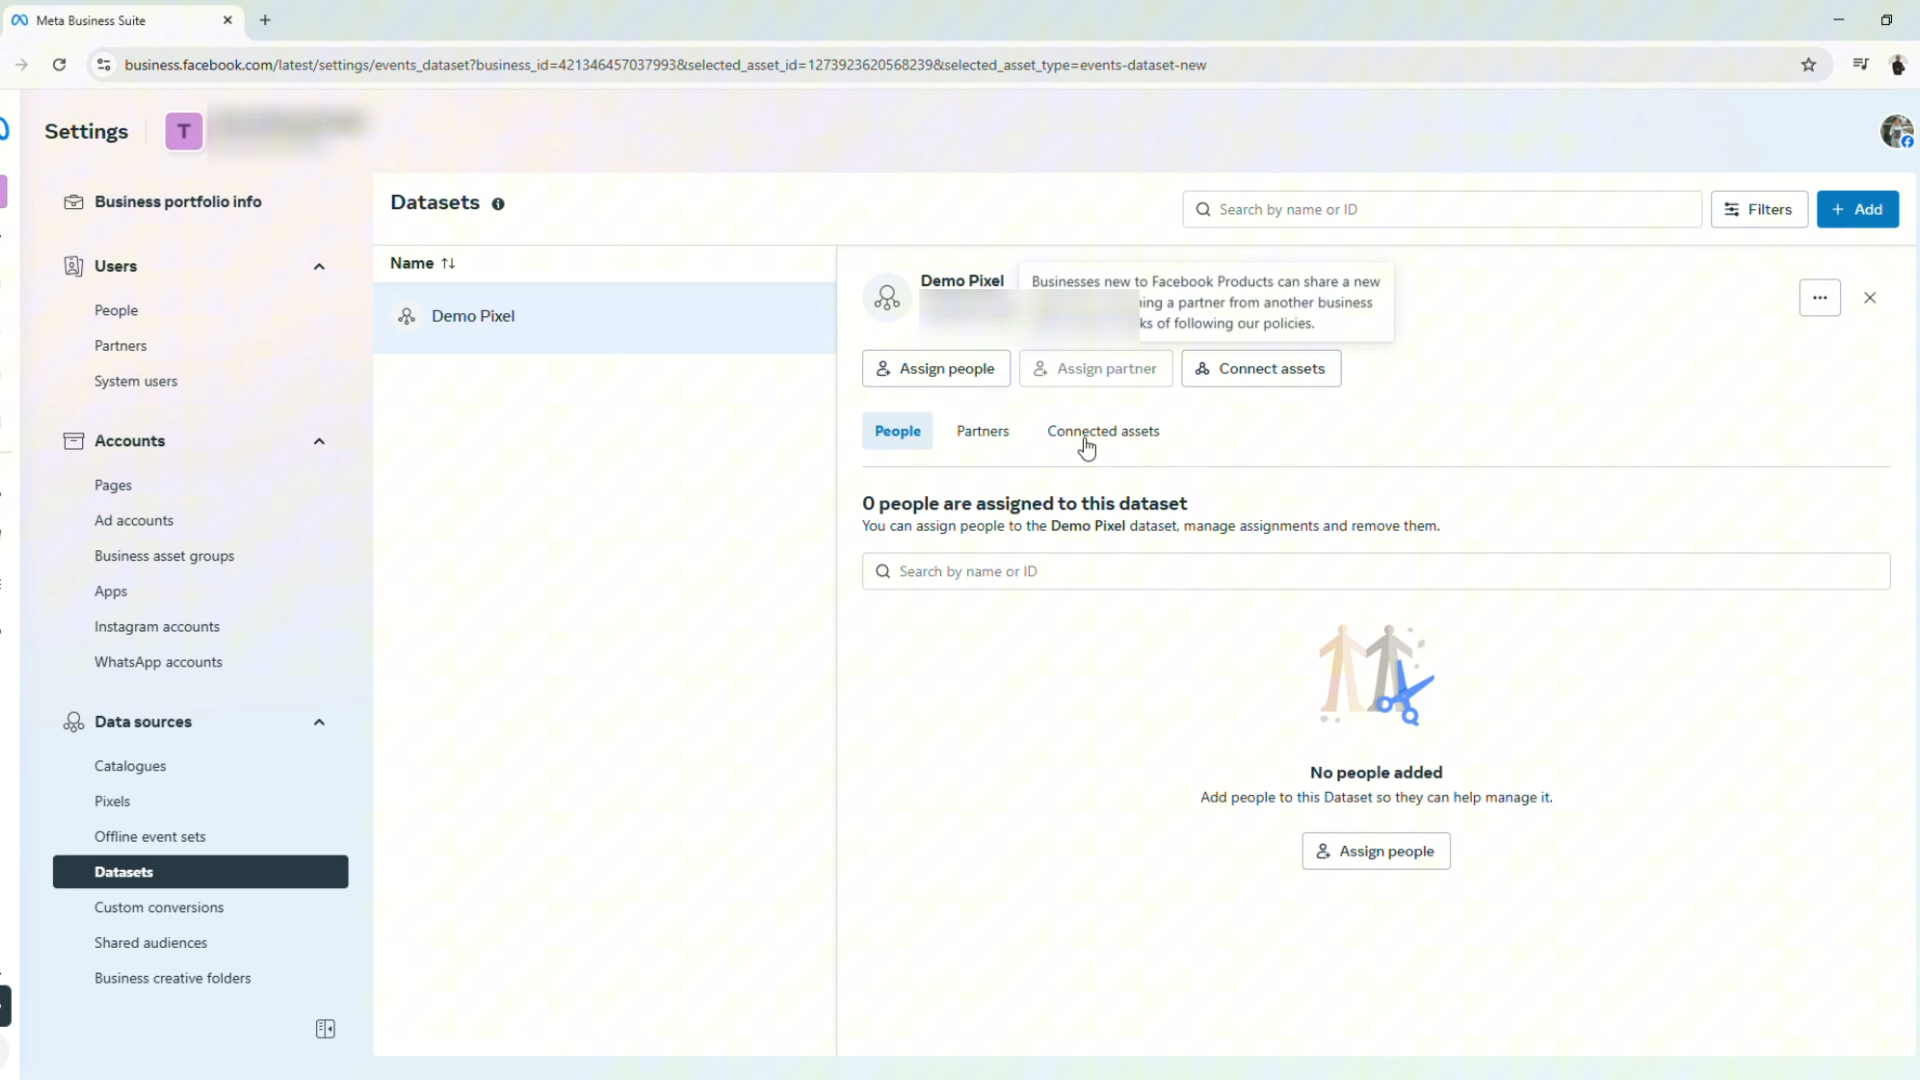 Meta Business Suite
business.facebook.com/latest/settings/events_dataset?business_id=421346457037993&selected_asset_id=1273923620568239&selected_asset_type=events-dataset-new
Settings
T
Business portfolio info
Users
People
Partners
System users
Accounts
Pages
Ad accounts
Business asset groups
Apps
Instagram accounts
WhatsApp accounts
Data sources
Catalogues
Pixels
Offline event sets
Datasets
Custom conversions
Shared audiences
Business creative folders
Datasets
Search by name or ID
Filters
+ Add
Name
Demo Pixel
Demo Pixel
Businesses new to Facebook Products can share a new
a partner from another business
of following our policies.
Assign people
Assign partner
Connect assets
People
Partners
Connected assets
0 people are assigned to this dataset
You can assign people to the Demo Pixel dataset, manage assignments and remove them.
Search by name or ID
No people added
Add people to this Dataset so they can help manage it.
Assign people